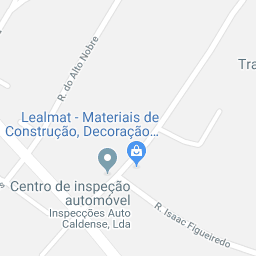 R. do Alto Nobre
Tra
Lealmat - Materiais de
Construção, Decoração...
Centro de inspeção
automóvel
Inspecções Auto
Caldense, Lda
R. Isaac Figueiredo